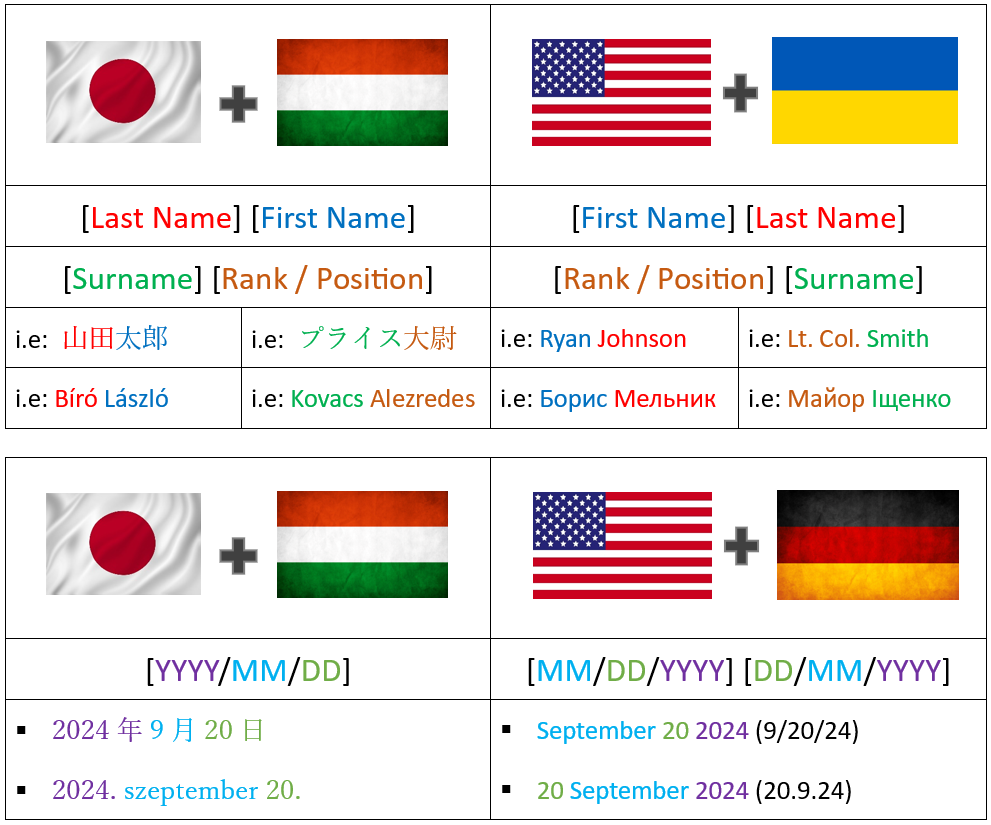 [Last Name] [First Name]
[First Name] [Last Name]
[Surname] [Rank / Position]
[Rank / Position] [Surname]
i.e: 山田太郎
i.e: プライス大尉
i.e: Ryan Johnson
i.e: Lt. Col. Smith
i.e: Bíró László
i.e: Kovacs Alezredes
i.e: Борис Мельник
i.e: Майор Іщенко
[YYYY/MM/DD]
[MM/DD/YYYY] [DD/MM/YYYY]
▪ 2024 年 9 月 20 日
▪ September 20 2024 (9/20/24)
▪ 2024. szeptember 20.
▪ 20 September 2024 (20.9.24)